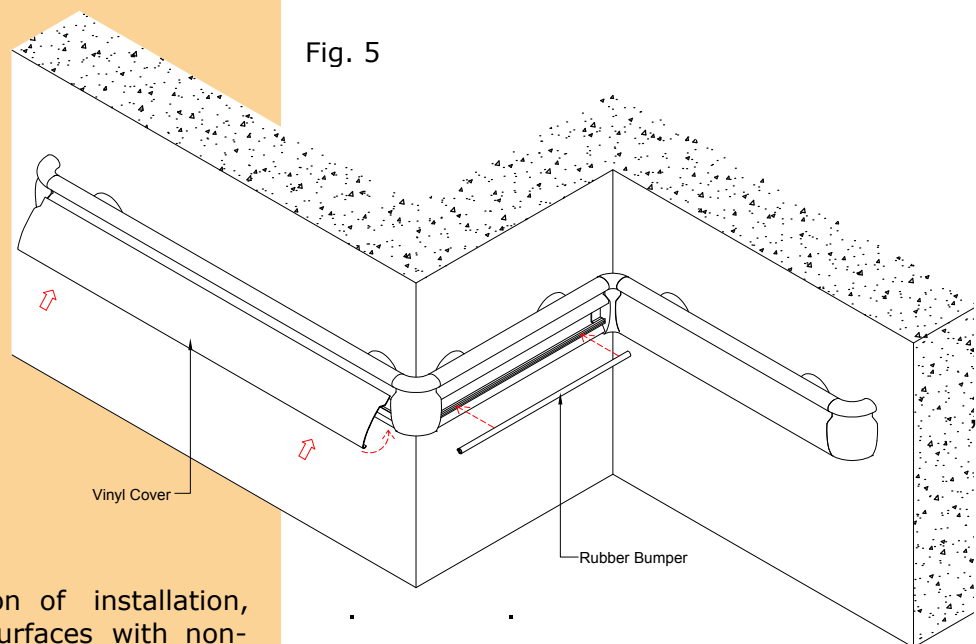 Fig. 5
Vinyl Cover
Rubber Bumper
on of installation,
urfaces with non-